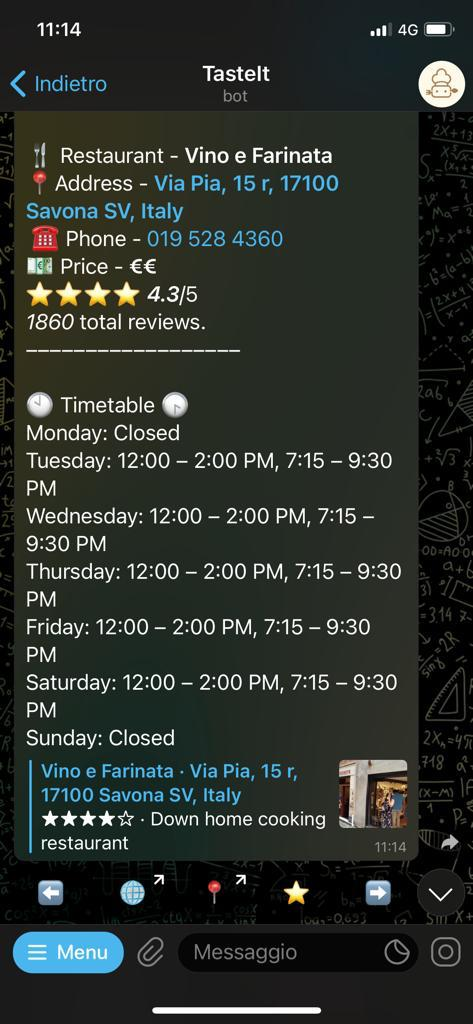 11:14
4G
Indietro
TasteIt
bot
🍴 Restaurant - Vino e Farinata
📍 Address - Via Pia, 15 r, 17100
Savona SV, Italy
☎️ Phone - 019 528 4360
💶 Price - €€
⭐⭐⭐⭐ 4.3/5
1860 total reviews.
———————————————————
🕙 Timetable 🕞
Monday: Closed
Tuesday: 12:00 – 2:00 PM, 7:15 – 9:30
PM
Wednesday: 12:00 – 2:00 PM, 7:15 –
9:30 PM
Thursday: 12:00 – 2:00 PM, 7:15 – 9:30
PM
Friday: 12:00 – 2:00 PM, 7:15 – 9:30
PM
Saturday: 12:00 – 2:00 PM, 7:15 – 9:30
PM
Sunday: Closed
Vino e Farinata · Via Pia, 15 r,
17100 Savona SV, Italy
★★★★☆ · Down home cooking
restaurant
11:14
Menu
Messaggio